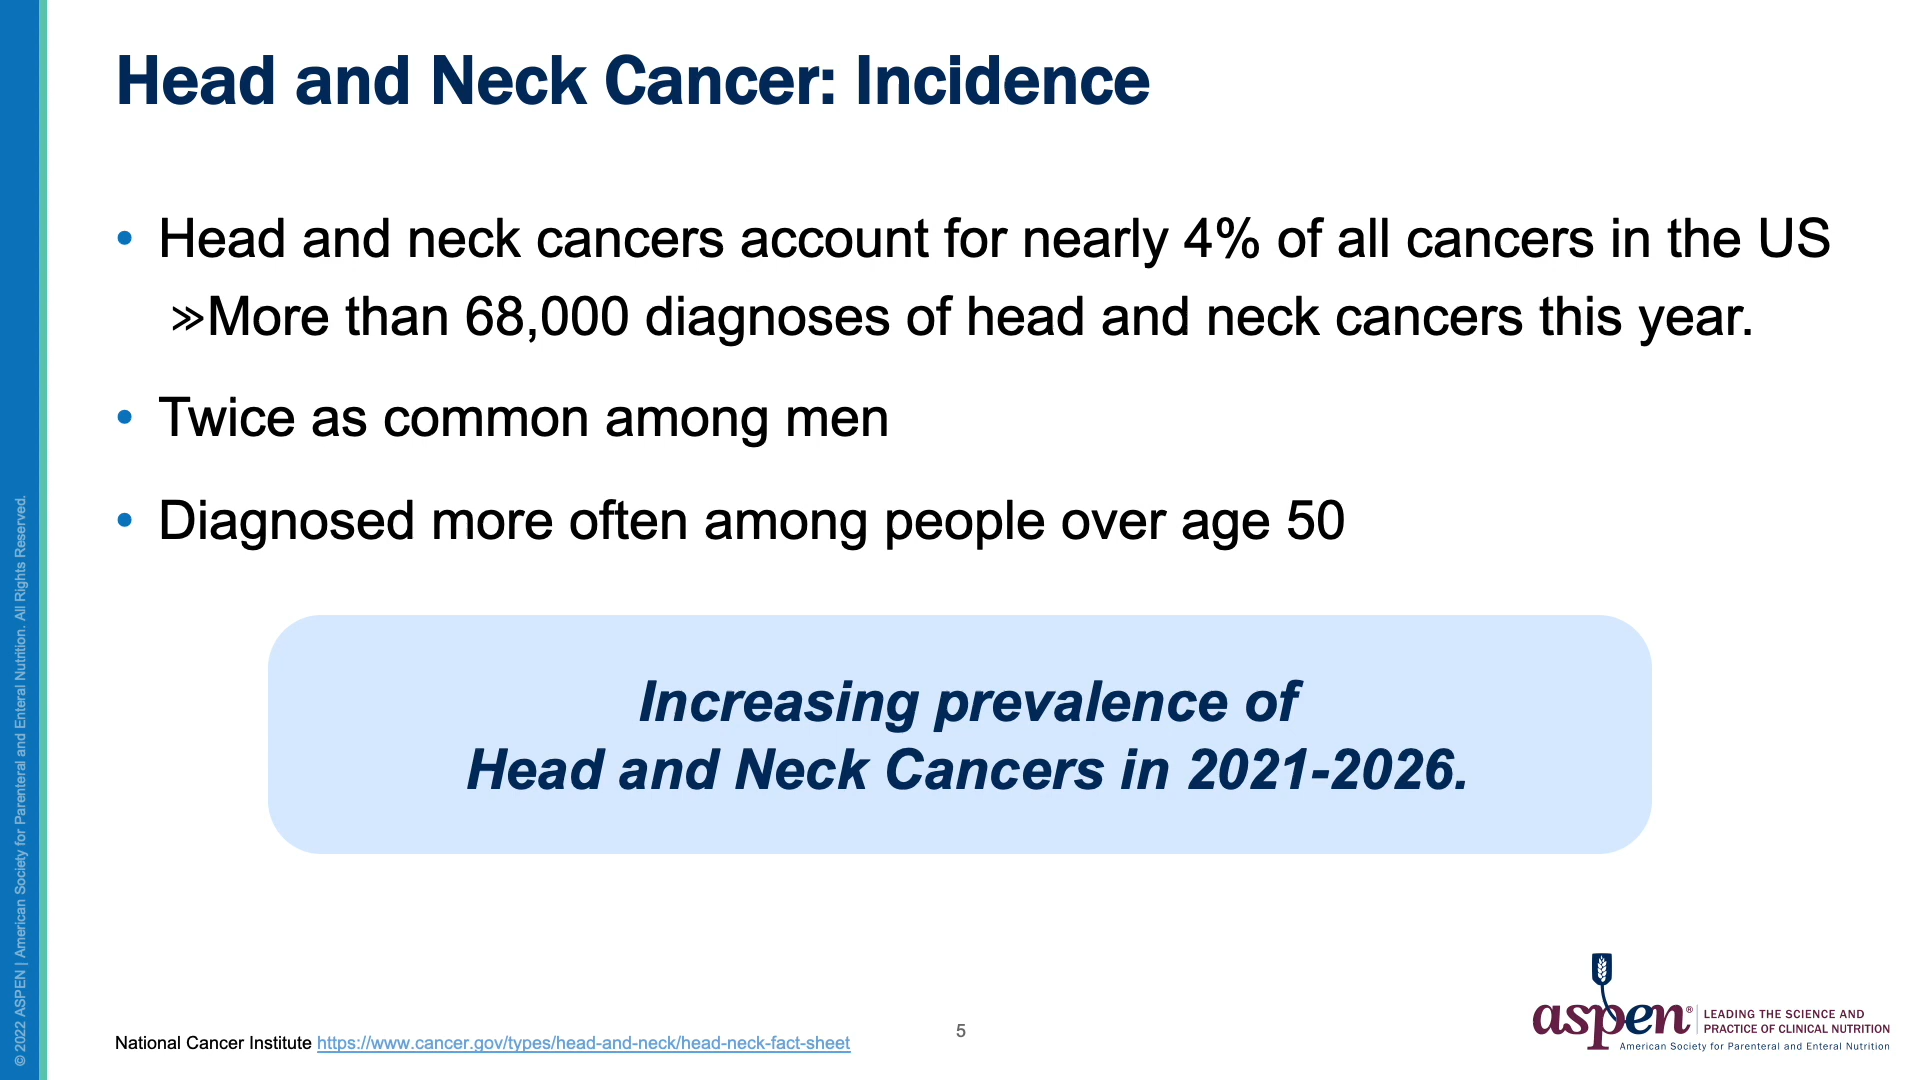 Head and Neck Cancer: Incidence
• Head and neck cancers account for nearly 4% of all cancers in the US
»More than 68,000 diagnoses of head and neck cancers this year.
• Twice as common among men
• Diagnosed more often among people over age 50
Increasing prevalence of
Head and Neck Cancers in 2021-2026.
National Cancer Institute https://www.cancer.gov/types/head-and-neck/head-neck-fact-sheet
5
aspen®
LEADING THE SCIENCE AND
PRACTICE OF CLINICAL NUTRITION
American Society for Parenteral and Enteral Nutrition
© 2022 ASPEN | American Society for Parenteral and Enteral Nutrition. All Rights Reserved.